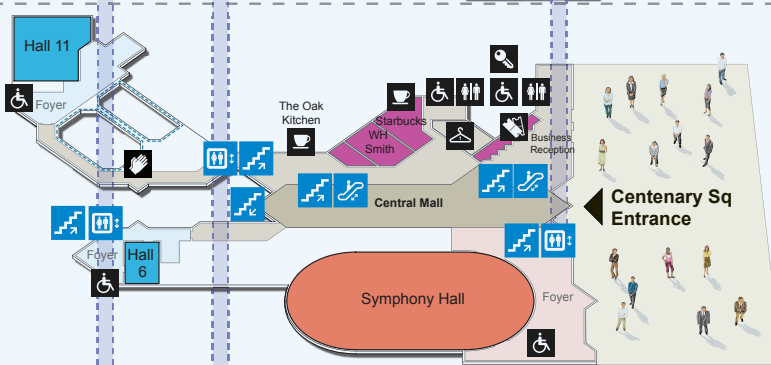 Hall 11
Foyer
The Oak
Kitchen
Starbucks
WH
Smith
Business
Reception
Central Mall
Centenary Sq
Entrance
Foyer
Hall
6
Symphony Hall
Foyer